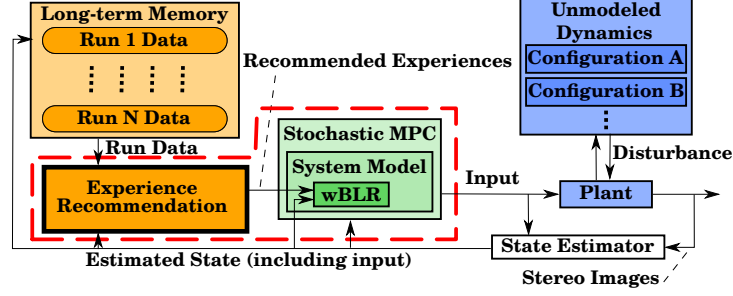 Long-term Memory
Run 1 Data
Run N Data
Run Data
Experience
Recommendation
Recommended Experiences
Stochastic MPC
System Model
wBLR
Input
Unmodeled
Dynamics
Configuration A
Configuration B
Disturbance
Plant
State Estimator
Estimated State (including input)
Stereo Images